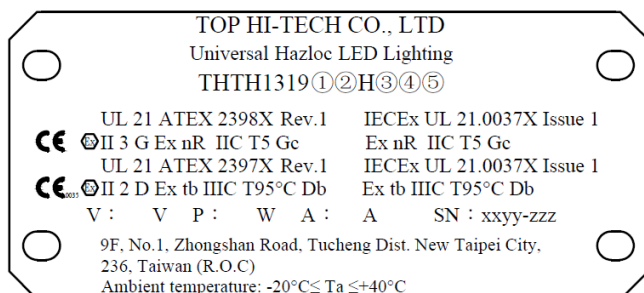 TOP HI-TECH CO., LTD
Universal Hazloc LED Lighting
THTH1319①②H③④⑤
UL 21 ATEX 2398X Rev.1 IECEx UL 21.0037X Issue 1
CE Ex II 3 G Ex nR IIC T5 Gc Ex nR IIC T5 Gc
UL 21 ATEX 2397X Rev.1 IECEx UL 21.0037X Issue 1
CE 0035 Ex II 2 D Ex tb IIIC T95°C Db Ex tb IIIC T95°C Db
V： V P： W A： A SN：xxyy-zzz
9F, No.1, Zhongshan Road, Tucheng Dist. New Taipei City,
236, Taiwan (R.O.C)
Ambient temperature: -20°C≤ Ta ≤+40°C